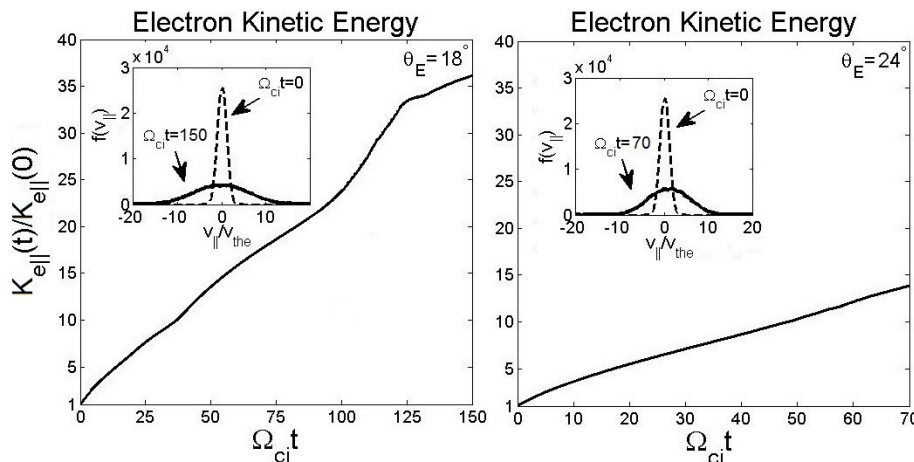 Electron Kinetic Energy
K_e||(t)/K_e||(0)
40
35
30
25
20
15
10
5
1
0 25 50 75 100 125 150
Ω_ci t
θ_E=18°
x 10^4
3
2
1
0
f(v_||)
-20 -10 0 10
v_||/v_the
Ω_ci t=0
Ω_ci t=150
Electron Kinetic Energy
40
35
30
25
20
15
10
5
1
0 10 20 30 40 50 60 70
Ω_ci t
θ_E=24°
x 10^4
3
2
1
0
f(v_||)
-20 -10 0 10 20
v_||/v_the
Ω_ci t=0
Ω_ci t=70